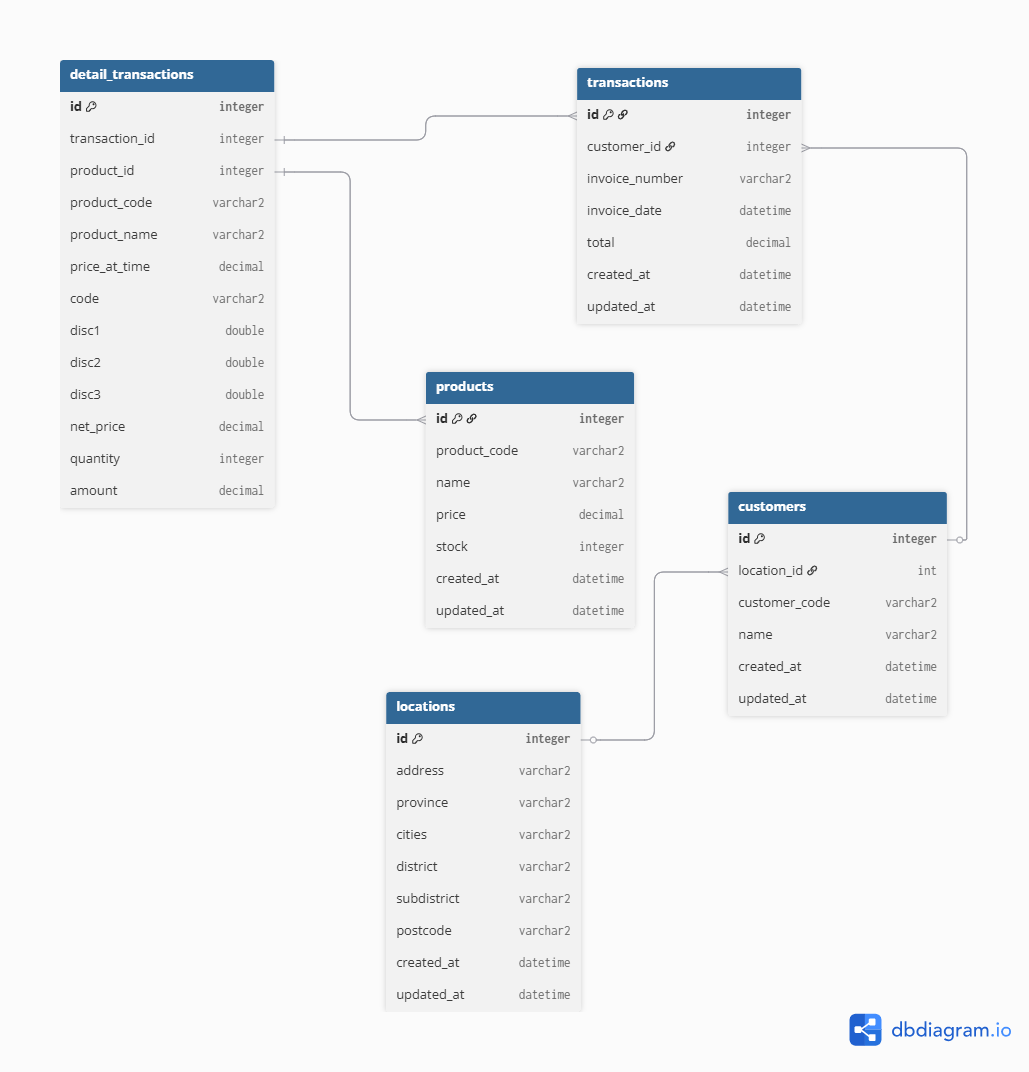 detail_transactions
id integer
transaction_id integer
product_id integer
product_code varchar2
product_name varchar2
price_at_time decimal
code varchar2
disc1 double
disc2 double
disc3 double
net_price decimal
quantity integer
amount decimal
transactions
id integer
customer_id integer
invoice_number varchar2
invoice_date datetime
total decimal
created_at datetime
updated_at datetime
products
id integer
product_code varchar2
name varchar2
price decimal
stock integer
created_at datetime
updated_at datetime
customers
id integer
location_id int
customer_code varchar2
name varchar2
created_at datetime
updated_at datetime
locations
id integer
address varchar2
province varchar2
cities varchar2
district varchar2
subdistrict varchar2
postcode varchar2
created_at datetime
updated_at datetime
dbdiagram.io